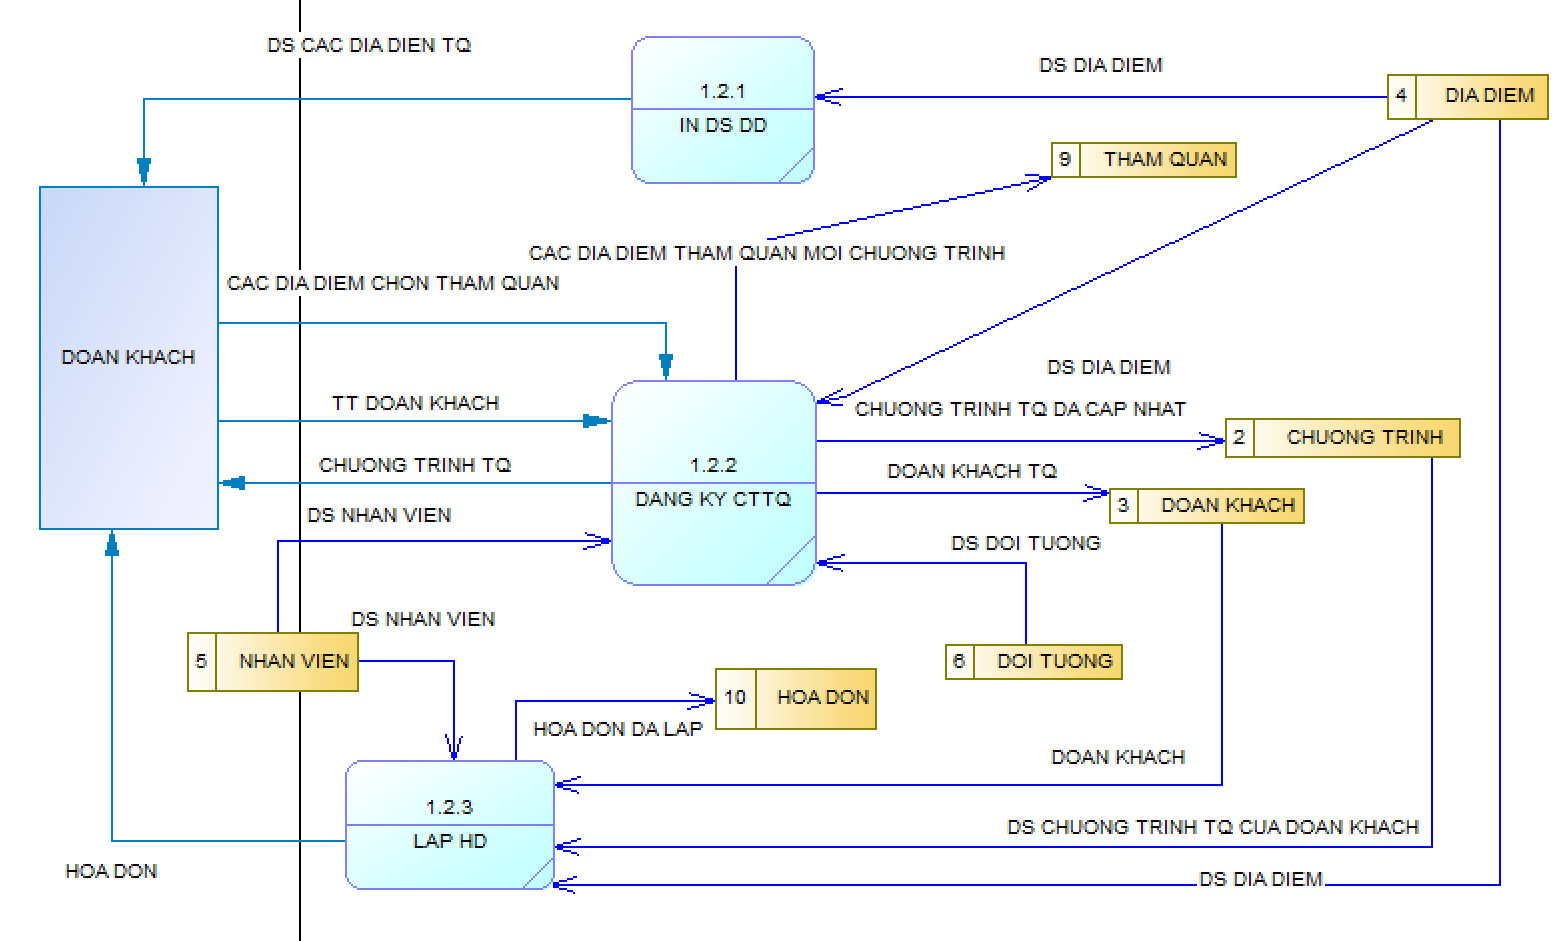 DS CAC DIA DIEN TQ
DS DIA DIEM
1.2.1
IN DS DD
4 DIA DIEM
9 THAM QUAN
CAC DIA DIEM THAM QUAN MOI CHUONG TRINH
CAC DIA DIEM CHON THAM QUAN
DOAN KHACH
DS DIA DIEM
TT DOAN KHACH
CHUONG TRINH TQ DA CAP NHAT
2 CHUONG TRINH
CHUONG TRINH TQ
1.2.2
DANG KY CTTQ
DOAN KHACH TQ
3 DOAN KHACH
DS NHAN VIEN
DS DOI TUONG
DS NHAN VIEN
5 NHAN VIEN
6 DOI TUONG
10 HOA DON
HOA DON DA LAP
DOAN KHACH
1.2.3
LAP HD
DS CHUONG TRINH TQ CUA DOAN KHACH
HOA DON
DS DIA DIEM